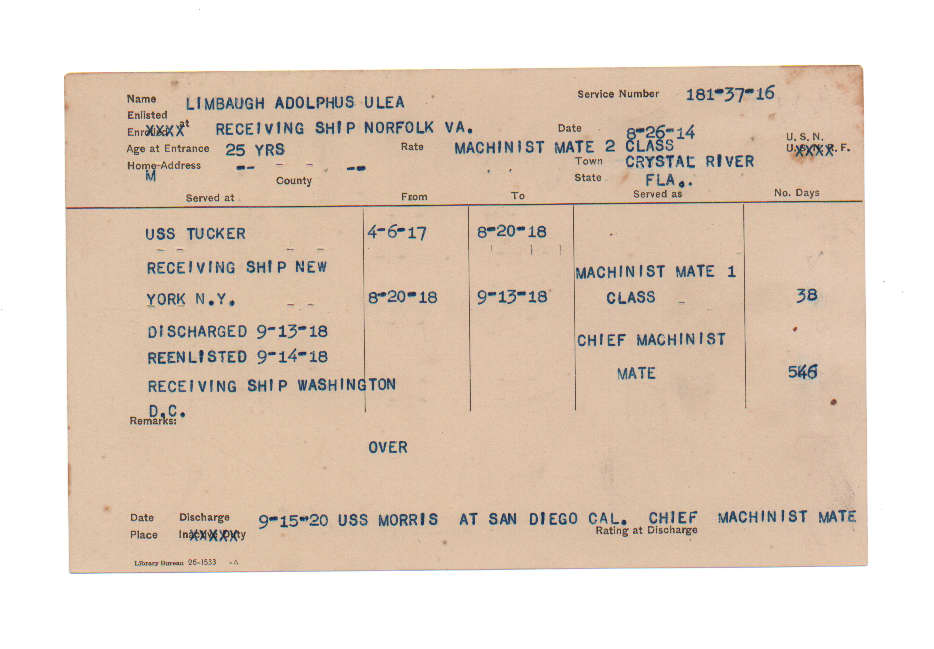 Name LIMBAUGH ADOLPHUS ULEA Service Number 181-37-16
Enlisted
at RECEIVING SHIP NORFOLK VA. Date 8-26-14 U. S. N.
Age at Entrance 25 YRS Rate MACHINIST MATE 2 CLASS
Home Address -- - - -- Town CRYSTAL RIVER
M County State FLA..
Served at From To Served as No. Days
USS TUCKER 4-6-17 8-20-18
RECEIVING SHIP NEW MACHINIST MATE 1
YORK N.Y. 8-20-18 9-13-18 CLASS 38
DISCHARGED 9-13-18 CHIEF MACHINIST
REENLISTED 9-14-18
RECEIVING SHIP WASHINGTON MATE 546
D.C.
Remarks:
OVER
Date Discharge 9-15-20 USS MORRIS AT SAN DIEGO CAL. CHIEF MACHINIST MATE
Place Rating at Discharge
Library Bureau 26-1533